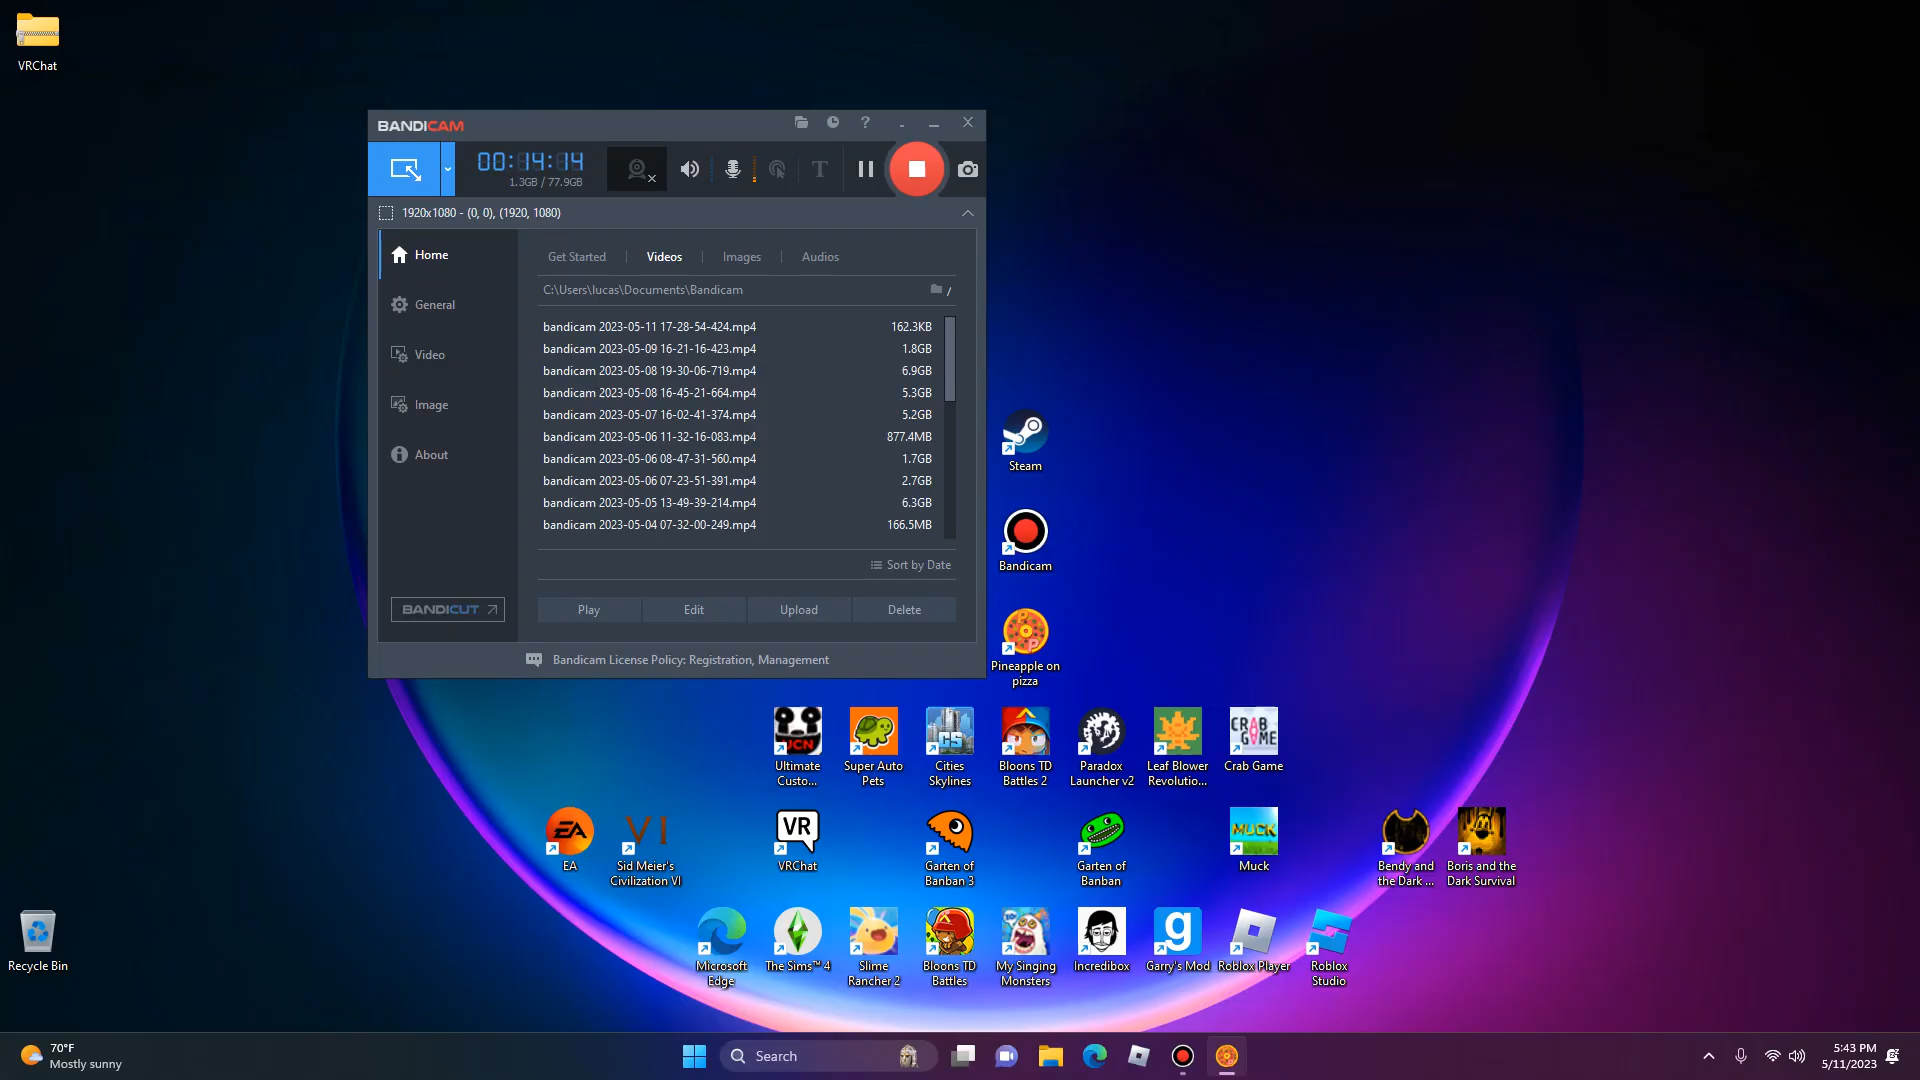 VRChat
BANDICAM
?
00:14:14
1.3GB / 77.9GB
T
1920x1080 - (0, 0), (1920, 1080)
Home
General
Video
Image
About
BANDICUT
Get Started | Videos | Images | Audios
C:\Users\lucas\Documents\Bandicam
/
bandicam 2023-05-11 17-28-54-424.mp4 162.3KB
bandicam 2023-05-09 16-21-16-423.mp4 1.8GB
bandicam 2023-05-08 19-30-06-719.mp4 6.9GB
bandicam 2023-05-08 16-45-21-664.mp4 5.3GB
bandicam 2023-05-07 16-02-41-374.mp4 5.2GB
bandicam 2023-05-06 11-32-16-083.mp4 877.4MB
bandicam 2023-05-06 08-47-31-560.mp4 1.7GB
bandicam 2023-05-06 07-23-51-391.mp4 2.7GB
bandicam 2023-05-05 13-49-39-214.mp4 6.3GB
bandicam 2023-05-04 07-32-00-249.mp4 166.5MB
Sort by Date
Play Edit Upload Delete
Bandicam License Policy: Registration, Management
Steam
Bandicam
POP
Pineapple on
pizza
UCN
Ultimate
Custo...
Super Auto
Pets
CS
Cities
Skylines
Bloons TD
Battles 2
Paradox
Launcher v2
Leaf Blower
Revolutio...
CRAB
GAME
Crab Game
EA
EA
VI
Sid Meier's
Civilization VI
VR
VRChat
Garten of
Banban 3
Garten of
Banban
MUCK
Muck
Bendy and
the Dark ...
Boris and the
Dark Survival
Recycle Bin
Microsoft
Edge
The Sims™ 4
Slime
Rancher 2
Bloons TD
Battles
My Singing
Monsters
Incredibox
g
Garry's Mod
Roblox Player
Roblox
Studio
70°F
Mostly sunny
Search
5:43 PM
5/11/2023